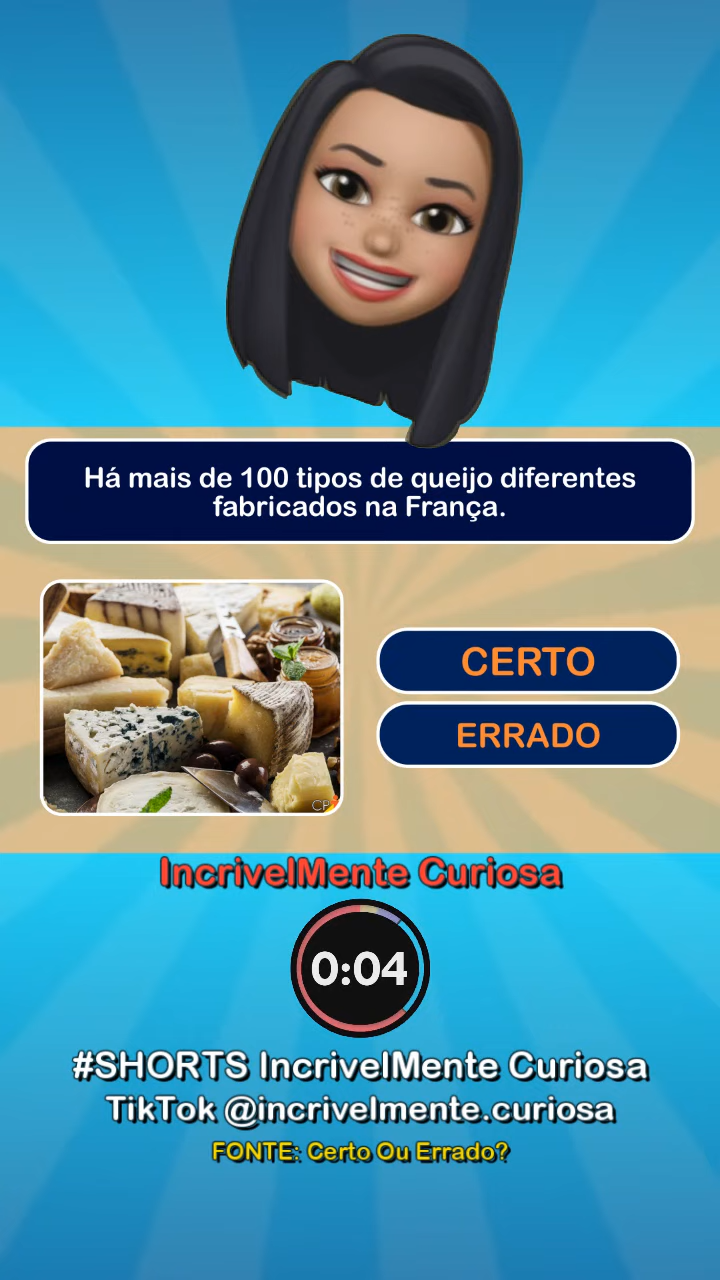 Há mais de 100 tipos de queijo diferentes
fabricados na França.
CERTO
ERRADO
CP
IncrivelMente Curiosa
0:04
#SHORTS IncrivelMente Curiosa
TikTok @incrivelmente.curiosa
FONTE: Certo Ou Errado?